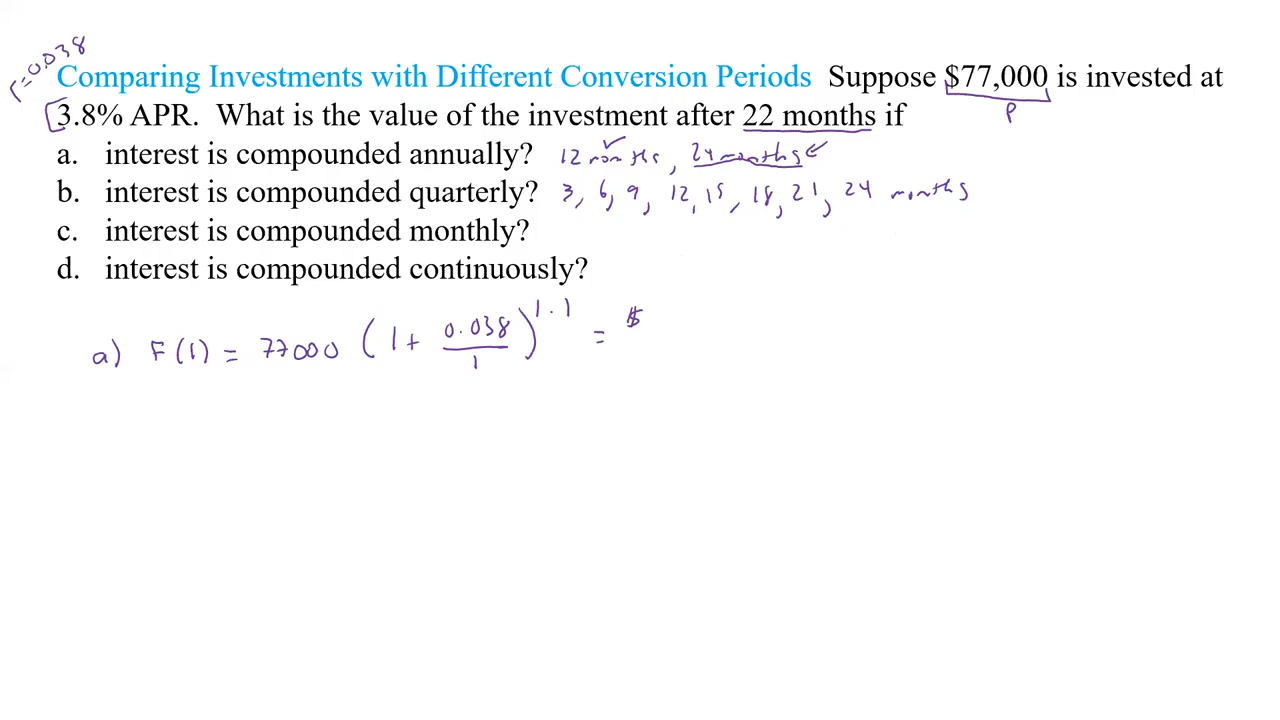 r=0.038
Comparing Investments with Different Conversion Periods Suppose $77,000 is invested at
3.8% APR. What is the value of the investment after 22 months if
P
a. interest is compounded annually? 12 months, 24 months
b. interest is compounded quarterly? 3, 6, 9, 12, 15, 18, 21, 24 months
c. interest is compounded monthly?
d. interest is compounded continuously?
a) F(1) = 77000 (1 + 0.038/1)^1·1 = $